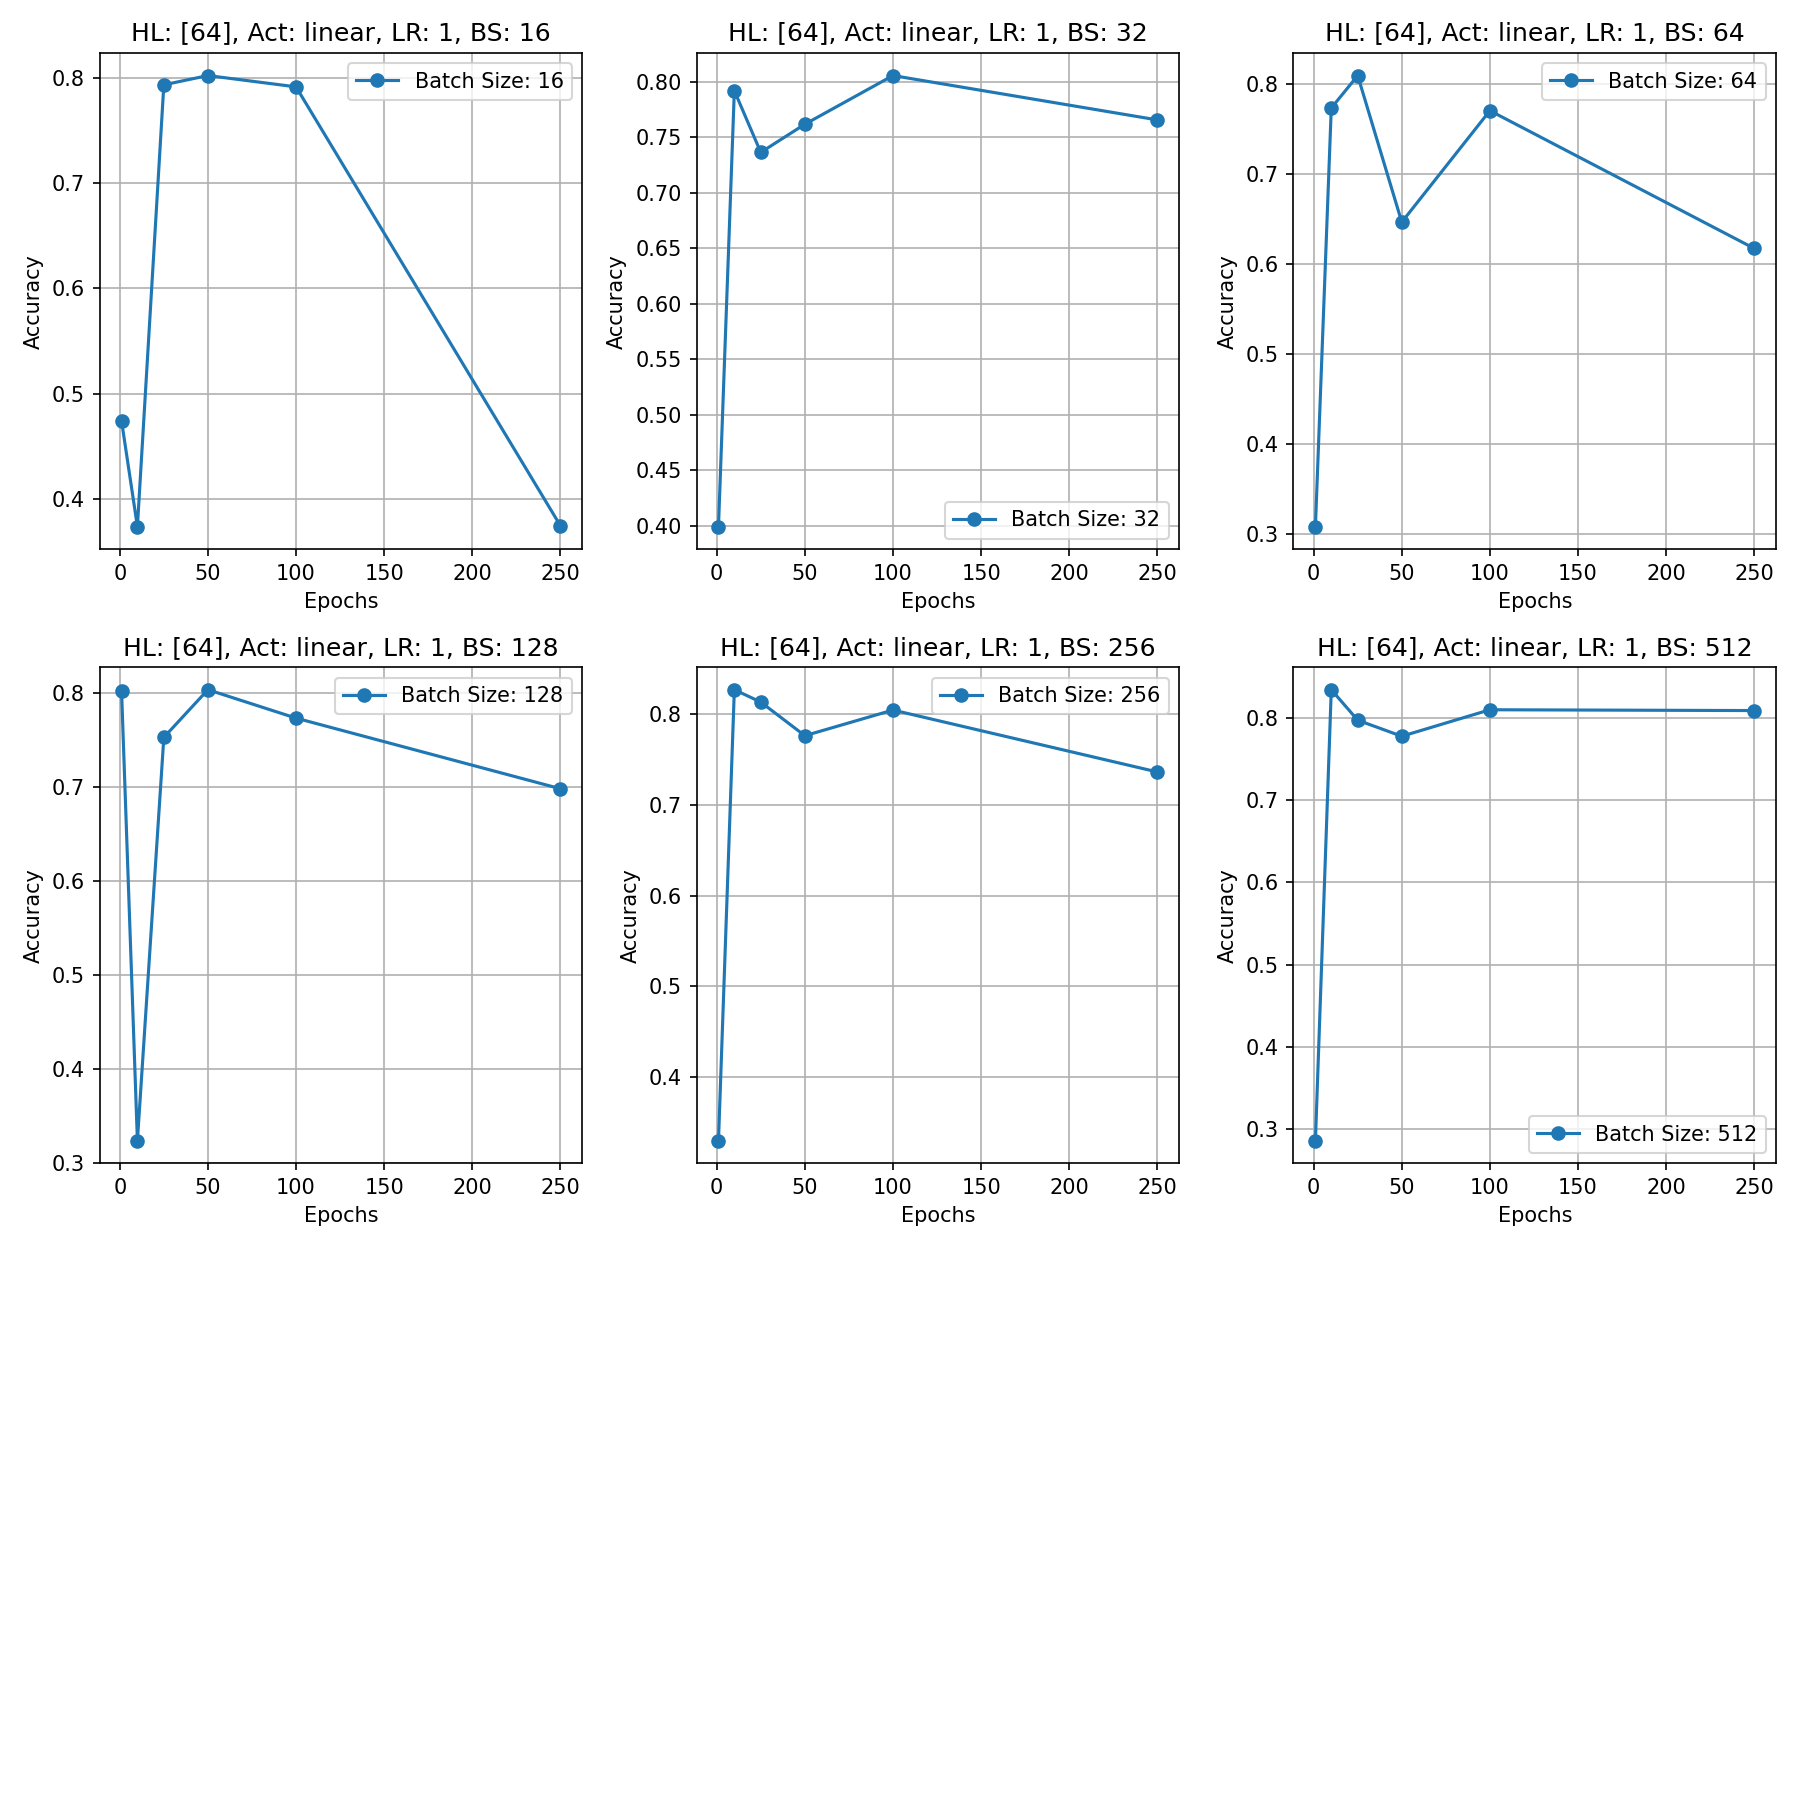 HL: [64], Act: linear, LR: 1, BS: 16
Batch Size: 16
0.8
0.7
0.6
0.5
0.4
Accuracy
0 50 100 150 200 250
Epochs
HL: [64], Act: linear, LR: 1, BS: 32
0.80
0.75
0.70
0.65
0.60
0.55
0.50
0.45
0.40
Accuracy
Batch Size: 32
0 50 100 150 200 250
Epochs
HL: [64], Act: linear, LR: 1, BS: 64
Batch Size: 64
0.8
0.7
0.6
0.5
0.4
0.3
Accuracy
0 50 100 150 200 250
Epochs
HL: [64], Act: linear, LR: 1, BS: 128
Batch Size: 128
0.8
0.7
0.6
0.5
0.4
0.3
Accuracy
0 50 100 150 200 250
Epochs
HL: [64], Act: linear, LR: 1, BS: 256
Batch Size: 256
0.8
0.7
0.6
0.5
0.4
Accuracy
0 50 100 150 200 250
Epochs
HL: [64], Act: linear, LR: 1, BS: 512
0.8
0.7
0.6
0.5
0.4
0.3
Accuracy
Batch Size: 512
0 50 100 150 200 250
Epochs